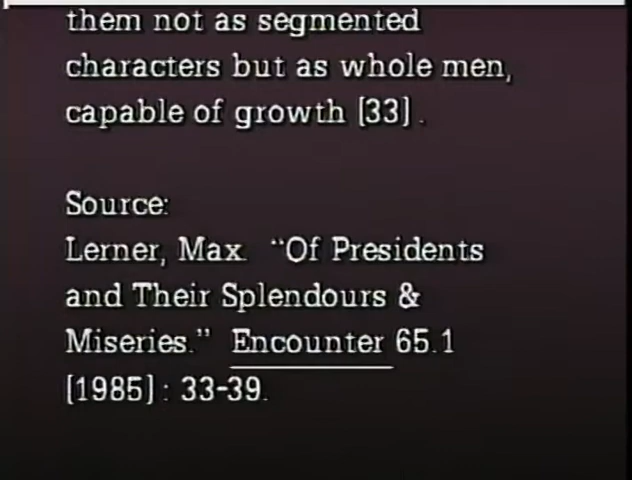 them not as segmented
characters but as whole men,
capable of growth [33].
Source:
Lerner, Max. "Of Presidents
and Their Splendours &
Miseries." Encounter 65.1
[1985]: 33-39.